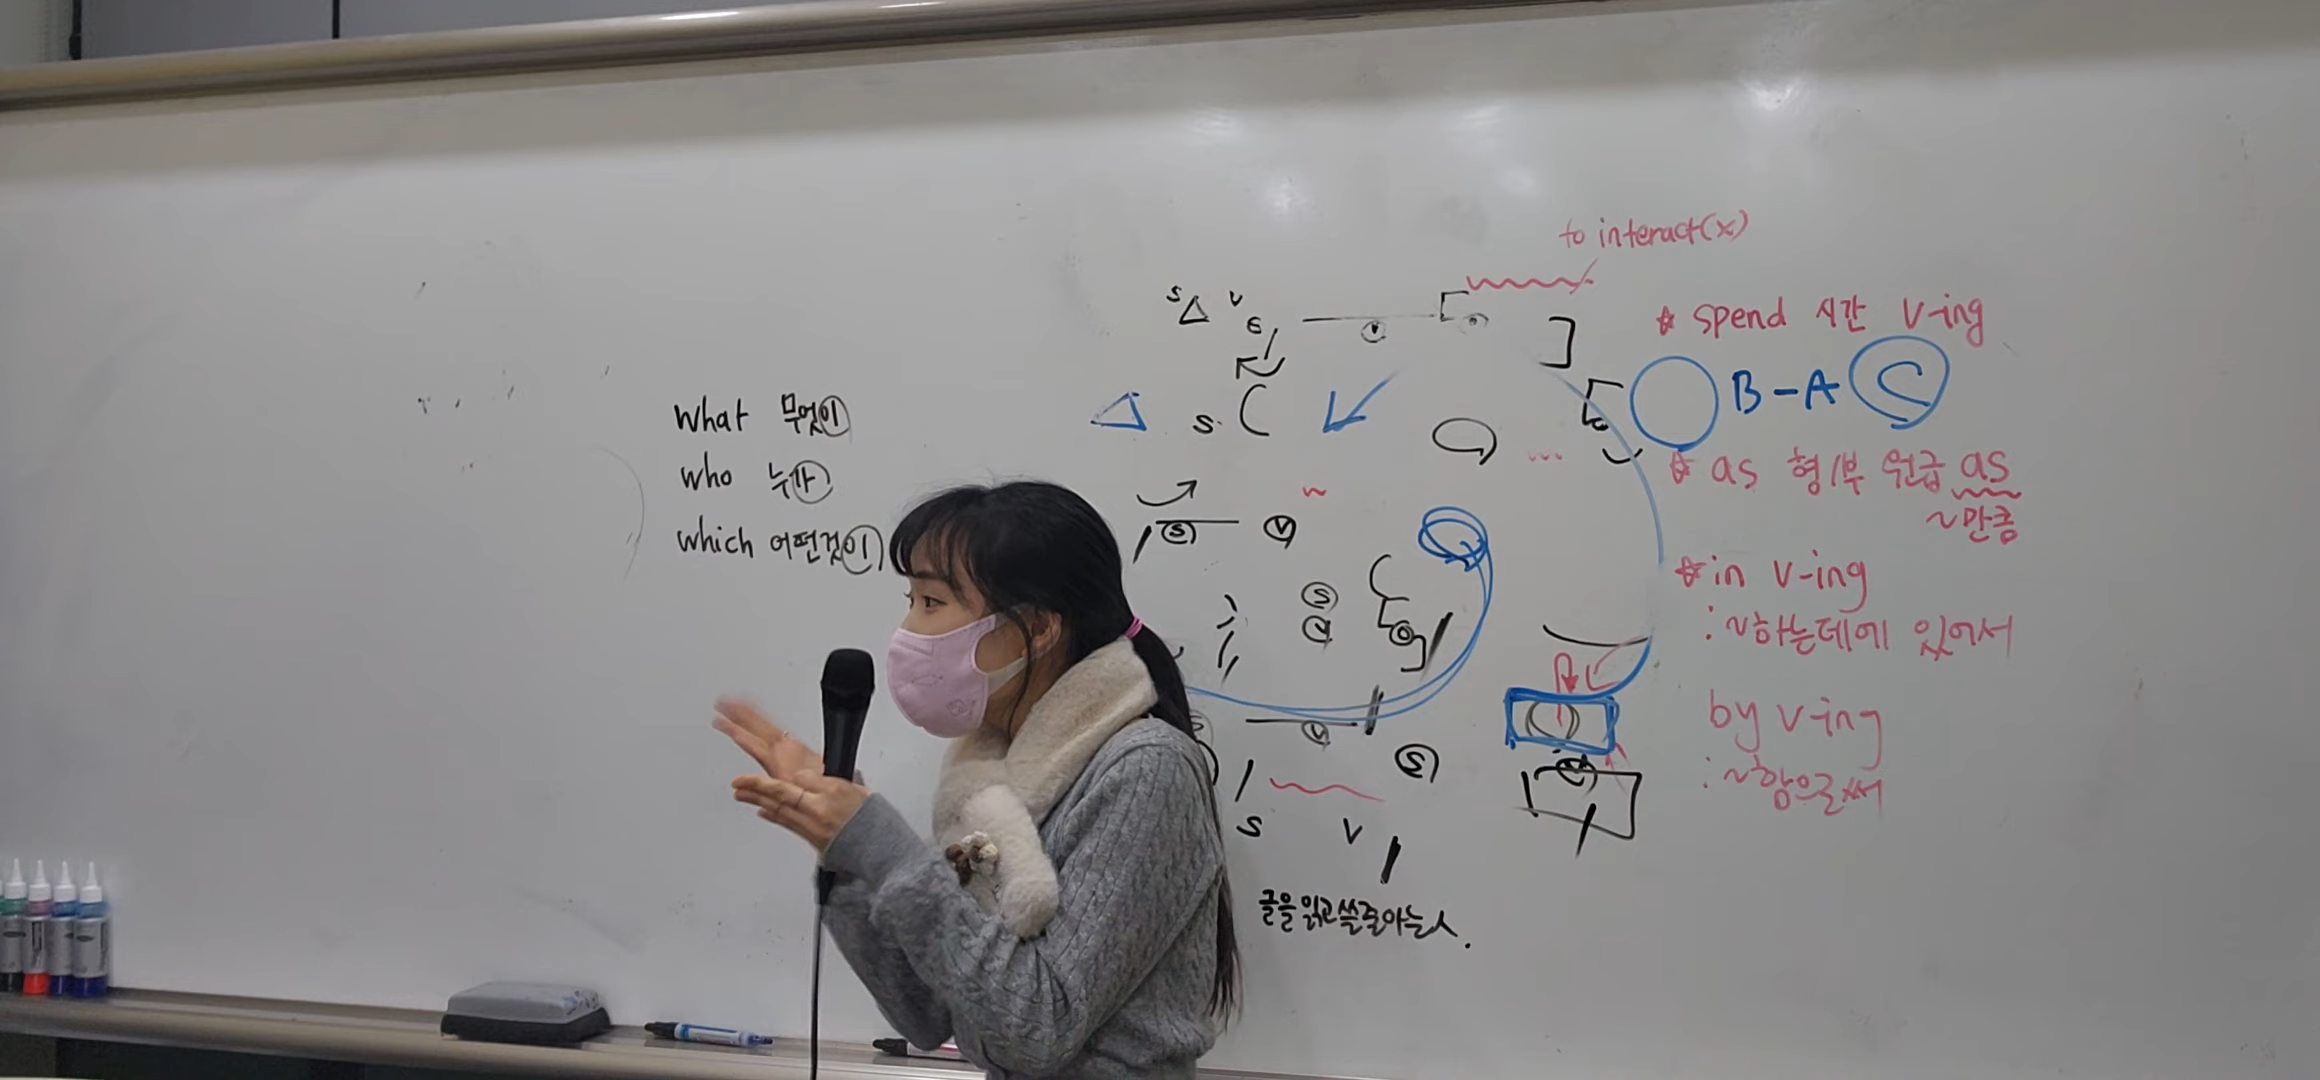 what 무엇이
who 누가
which 어떤것이
to interact(x)
S V
S
S V
S
V
V
S
S V
글을 읽고 쓸 줄 아는 人.
☆ spend 시간 V-ing
B-A S
☆ as 형/부 원급 as
~만큼
☆ in V-ing
: ~하는데에 있어서
by V-ing
: ~함으로써